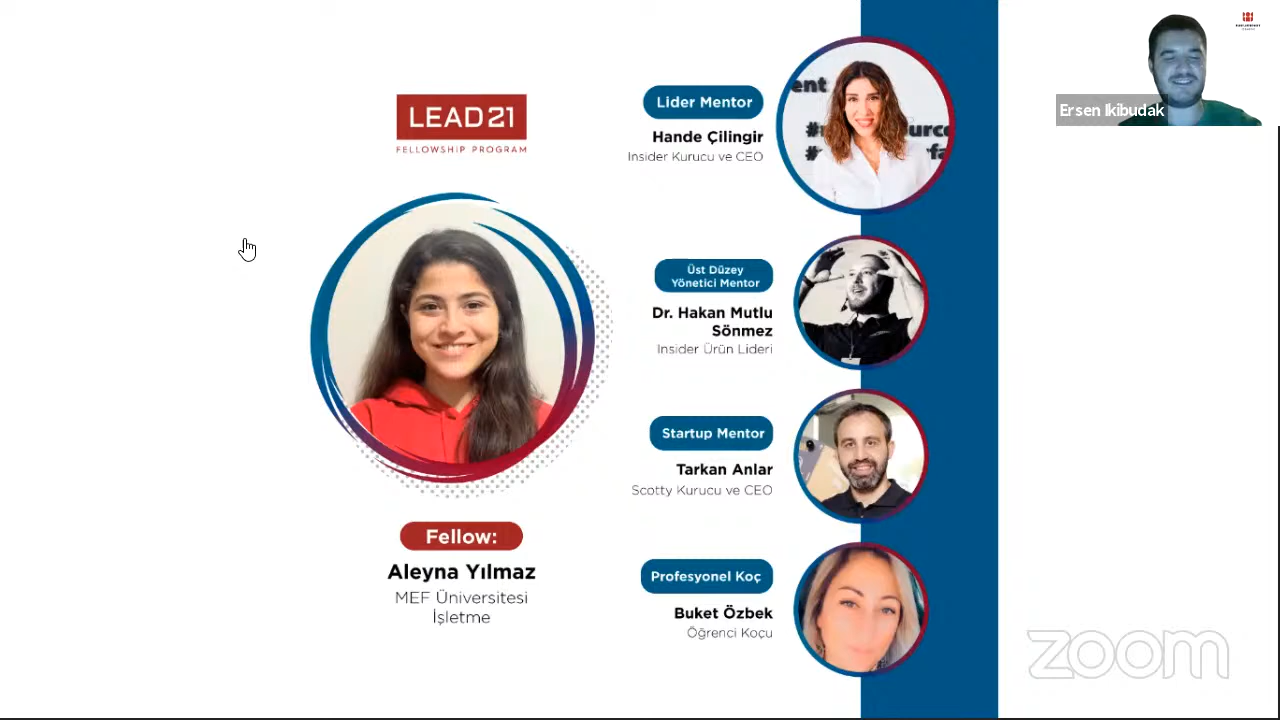 LEAD21
FELLOWSHIP PROGRAM
Fellow:
Aleyna Yılmaz
MEF Üniversitesi
İşletme
Lider Mentor
Hande Çilingir
Insider Kurucu ve CEO
Üst Düzey
Yönetici Mentor
Dr. Hakan Mutlu
Sönmez
Insider Ürün Lideri
Startup Mentor
Tarkan Anlar
Scotty Kurucu ve CEO
Profesyonel Koç
Buket Özbek
Öğrenci Koçu
Ersen Ikibudak
zoom